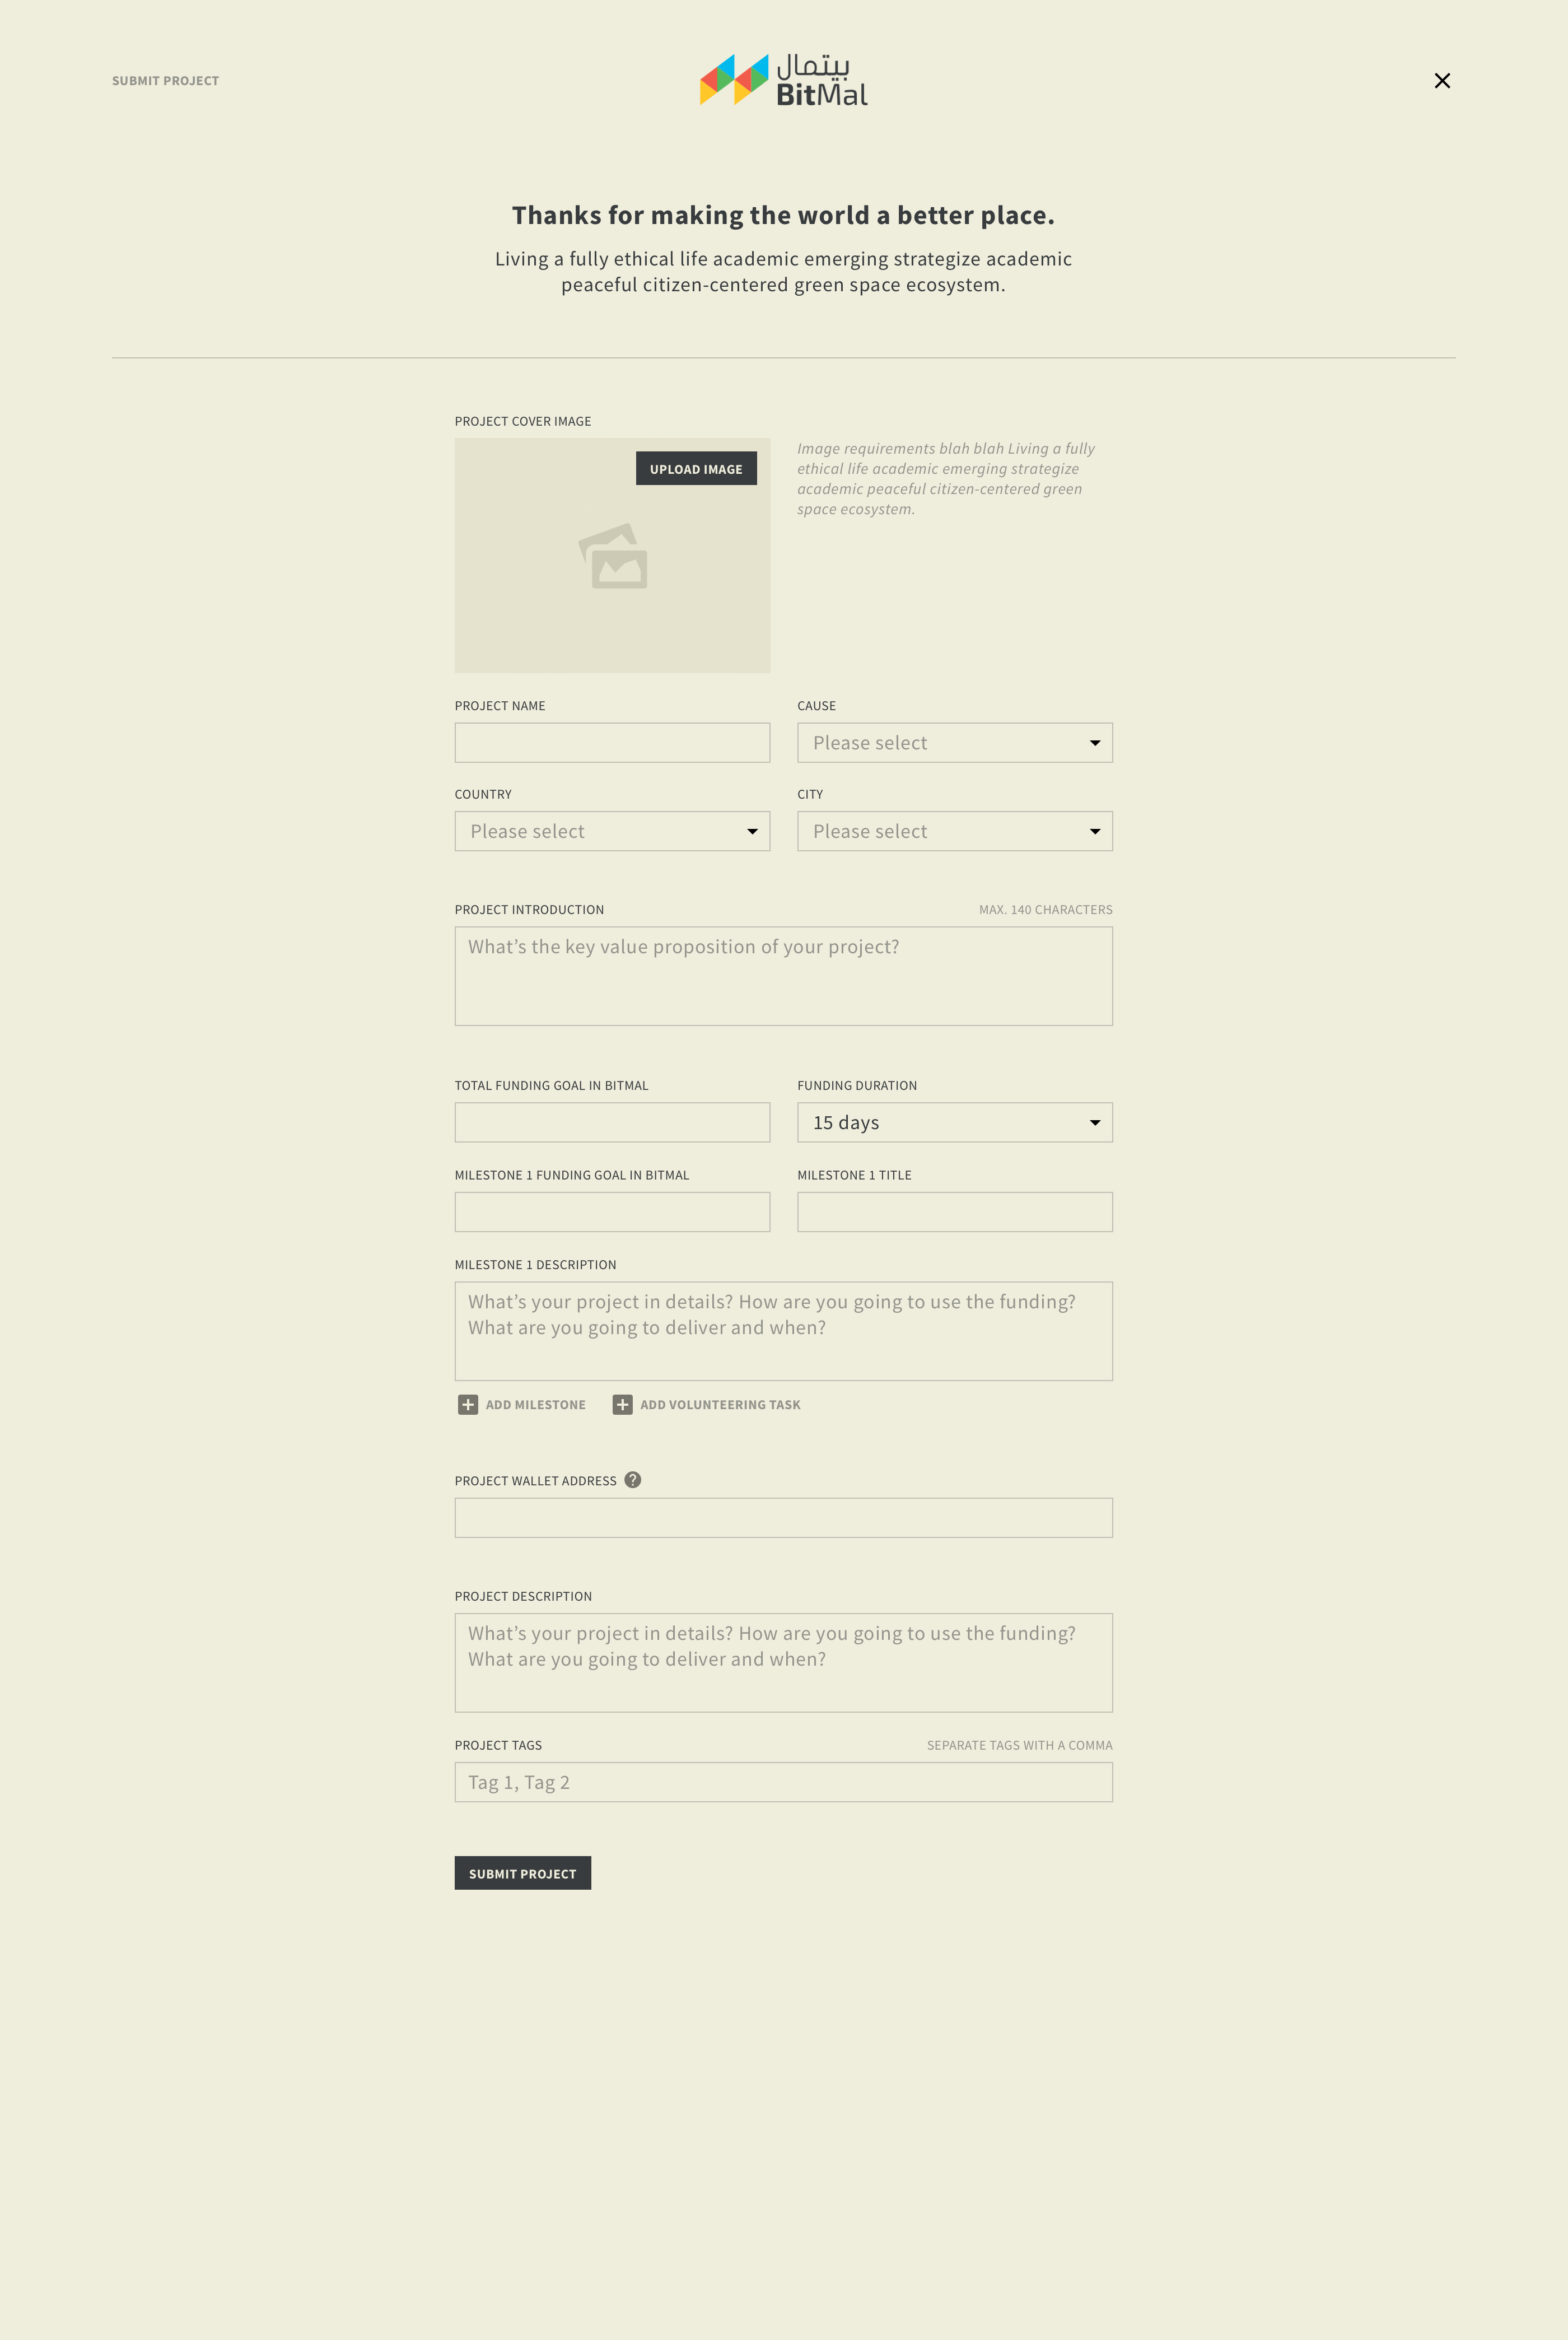 SUBMIT PROJECT
بيتمال
BitMal
Thanks for making the world a better place.
Living a fully ethical life academic emerging strategize academic
peaceful citizen-centered green space ecosystem.
PROJECT COVER IMAGE
UPLOAD IMAGE
Image requirements blah blah Living a fully
ethical life academic emerging strategize
academic peaceful citizen-centered green
space ecosystem.
PROJECT NAME
CAUSE
Please select
COUNTRY
CITY
Please select
Please select
PROJECT INTRODUCTION
MAX. 140 CHARACTERS
What’s the key value proposition of your project?
TOTAL FUNDING GOAL IN BITMAL
FUNDING DURATION
15 days
MILESTONE 1 FUNDING GOAL IN BITMAL
MILESTONE 1 TITLE
MILESTONE 1 DESCRIPTION
What’s your project in details? How are you going to use the funding?
What are you going to deliver and when?
ADD MILESTONE
ADD VOLUNTEERING TASK
PROJECT WALLET ADDRESS ?
PROJECT DESCRIPTION
What’s your project in details? How are you going to use the funding?
What are you going to deliver and when?
PROJECT TAGS
SEPARATE TAGS WITH A COMMA
Tag 1, Tag 2
SUBMIT PROJECT